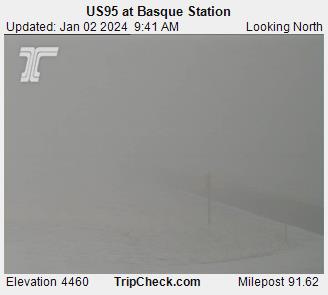 US95 at Basque Station
Updated: Jan 02 2024 9:41 AM Looking North
Elevation 4460 TripCheck.com Milepost 91.62